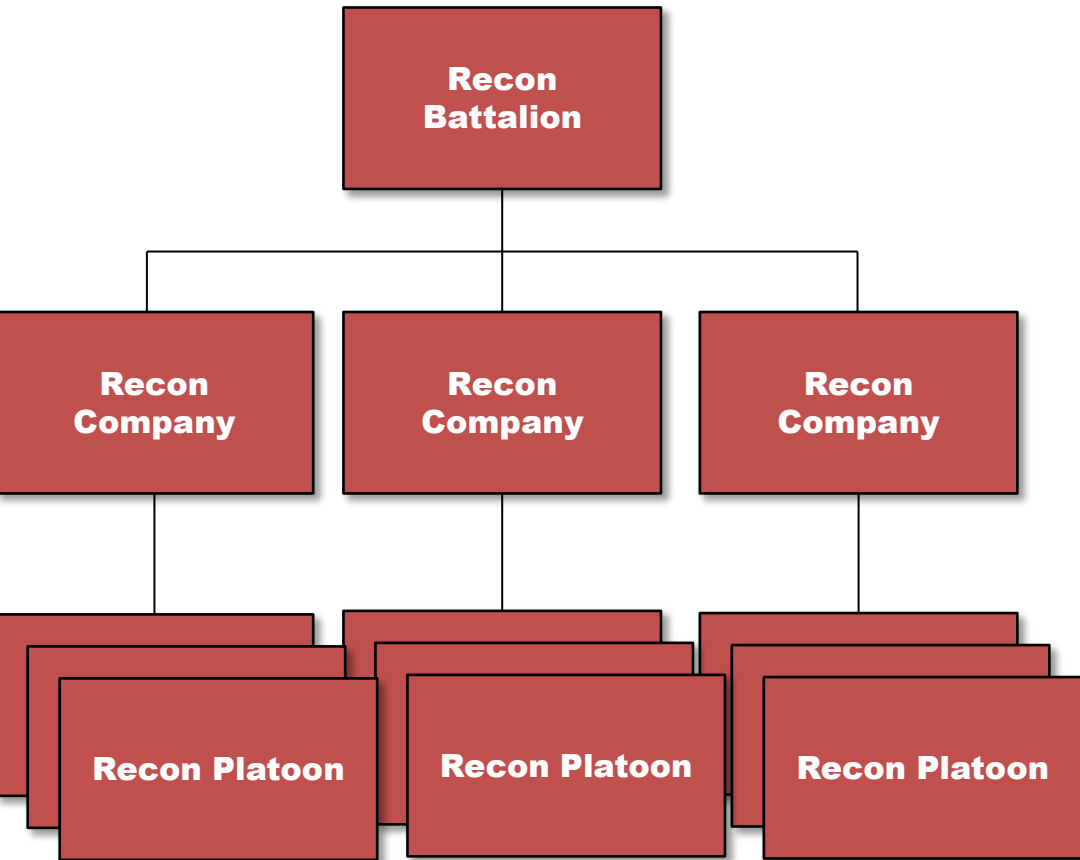 Recon
Battalion
Recon
Company
Recon
Company
Recon
Company
Recon Platoon
Recon Platoon
Recon Platoon